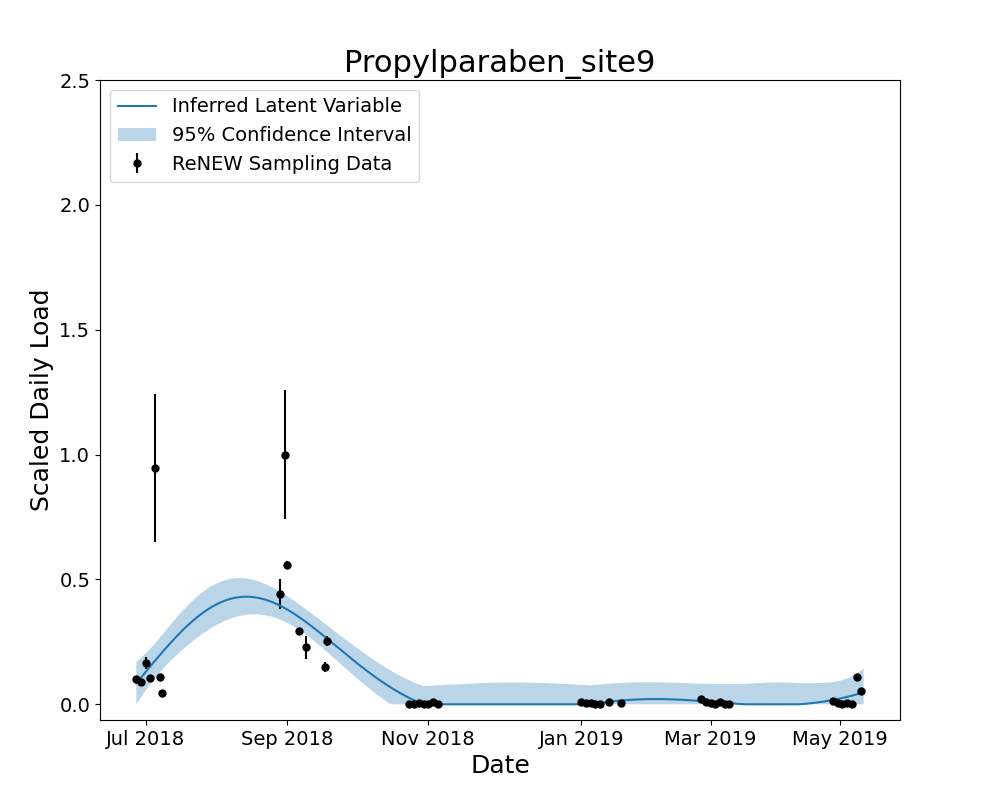 Propylparaben_site9
Inferred Latent Variable
95% Confidence Interval
ReNEW Sampling Data
Scaled Daily Load
2.5
2.0
1.5
1.0
0.5
0.0
Jul 2018
Sep 2018
Nov 2018
Jan 2019
Mar 2019
May 2019
Date